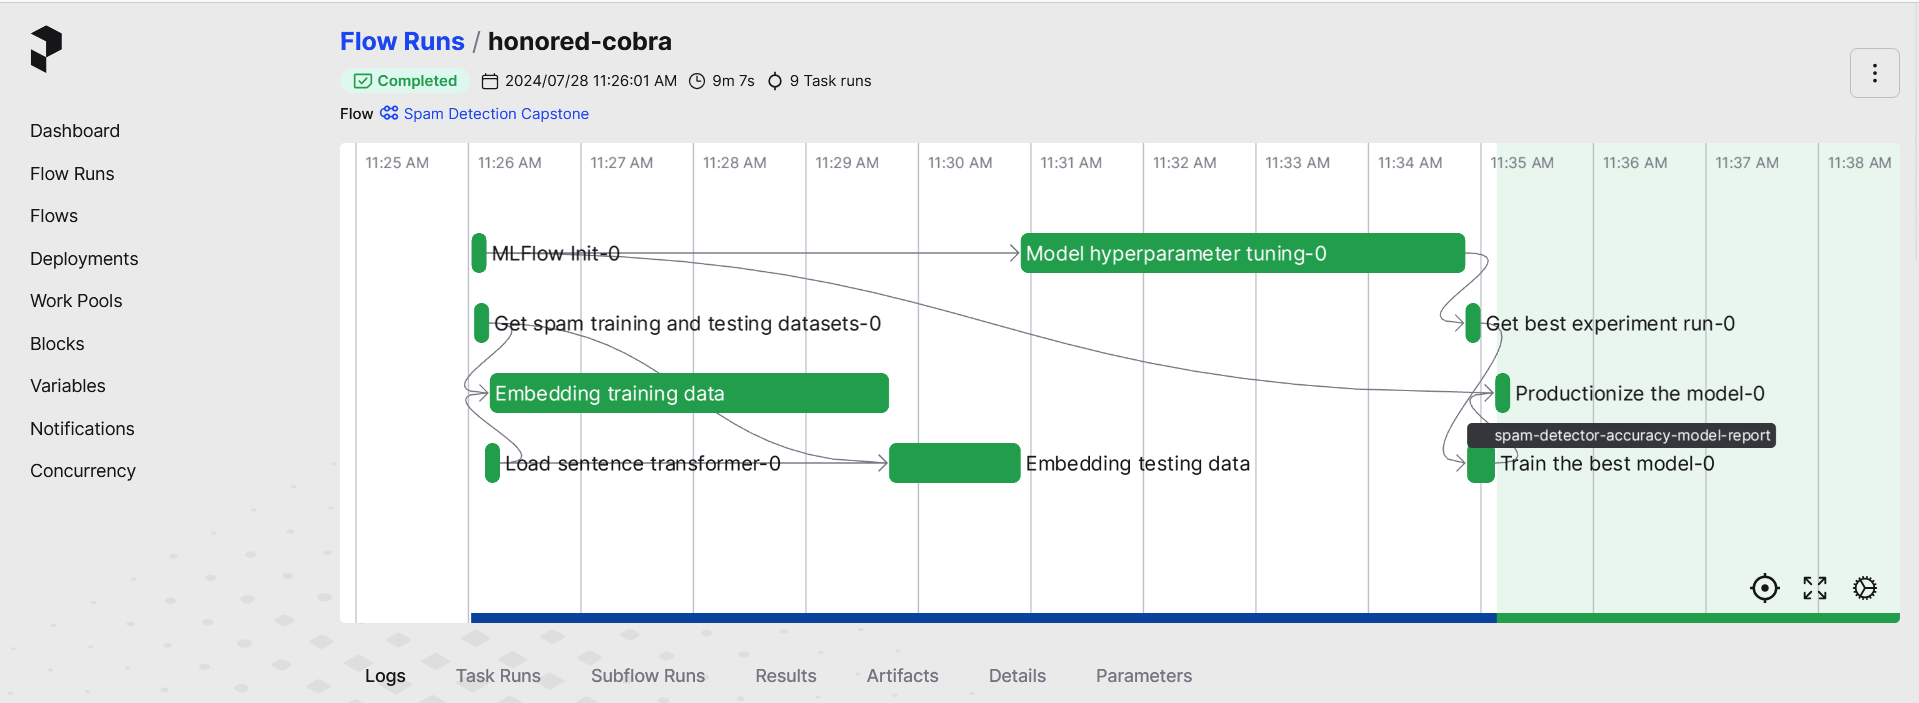 Flow Runs / honored-cobra
Completed 2024/07/28 11:26:01 AM 9m 7s 9 Task runs
Flow Spam Detection Capstone
Dashboard
Flow Runs
Flows
Deployments
Work Pools
Blocks
Variables
Notifications
Concurrency
11:25 AM 11:26 AM 11:27 AM 11:28 AM 11:29 AM 11:30 AM 11:31 AM 11:32 AM 11:33 AM 11:34 AM 11:35 AM 11:36 AM 11:37 AM 11:38 AM
MLFlow Init-0 Model hyperparameter tuning-0
Get spam training and testing datasets-0 Get best experiment run-0
Embedding training data Productionize the model-0
spam-detector-accuracy-model-report
Load sentence transformer-0 Embedding testing data Train the best model-0
Logs Task Runs Subflow Runs Results Artifacts Details Parameters